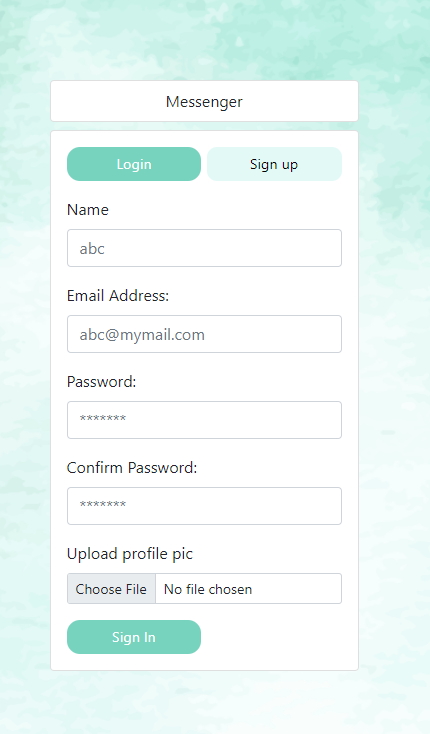 Messenger
Login Sign up
Name
abc
Email Address:
abc@mymail.com
Password:
*******
Confirm Password:
*******
Upload profile pic
Choose File No file chosen
Sign In